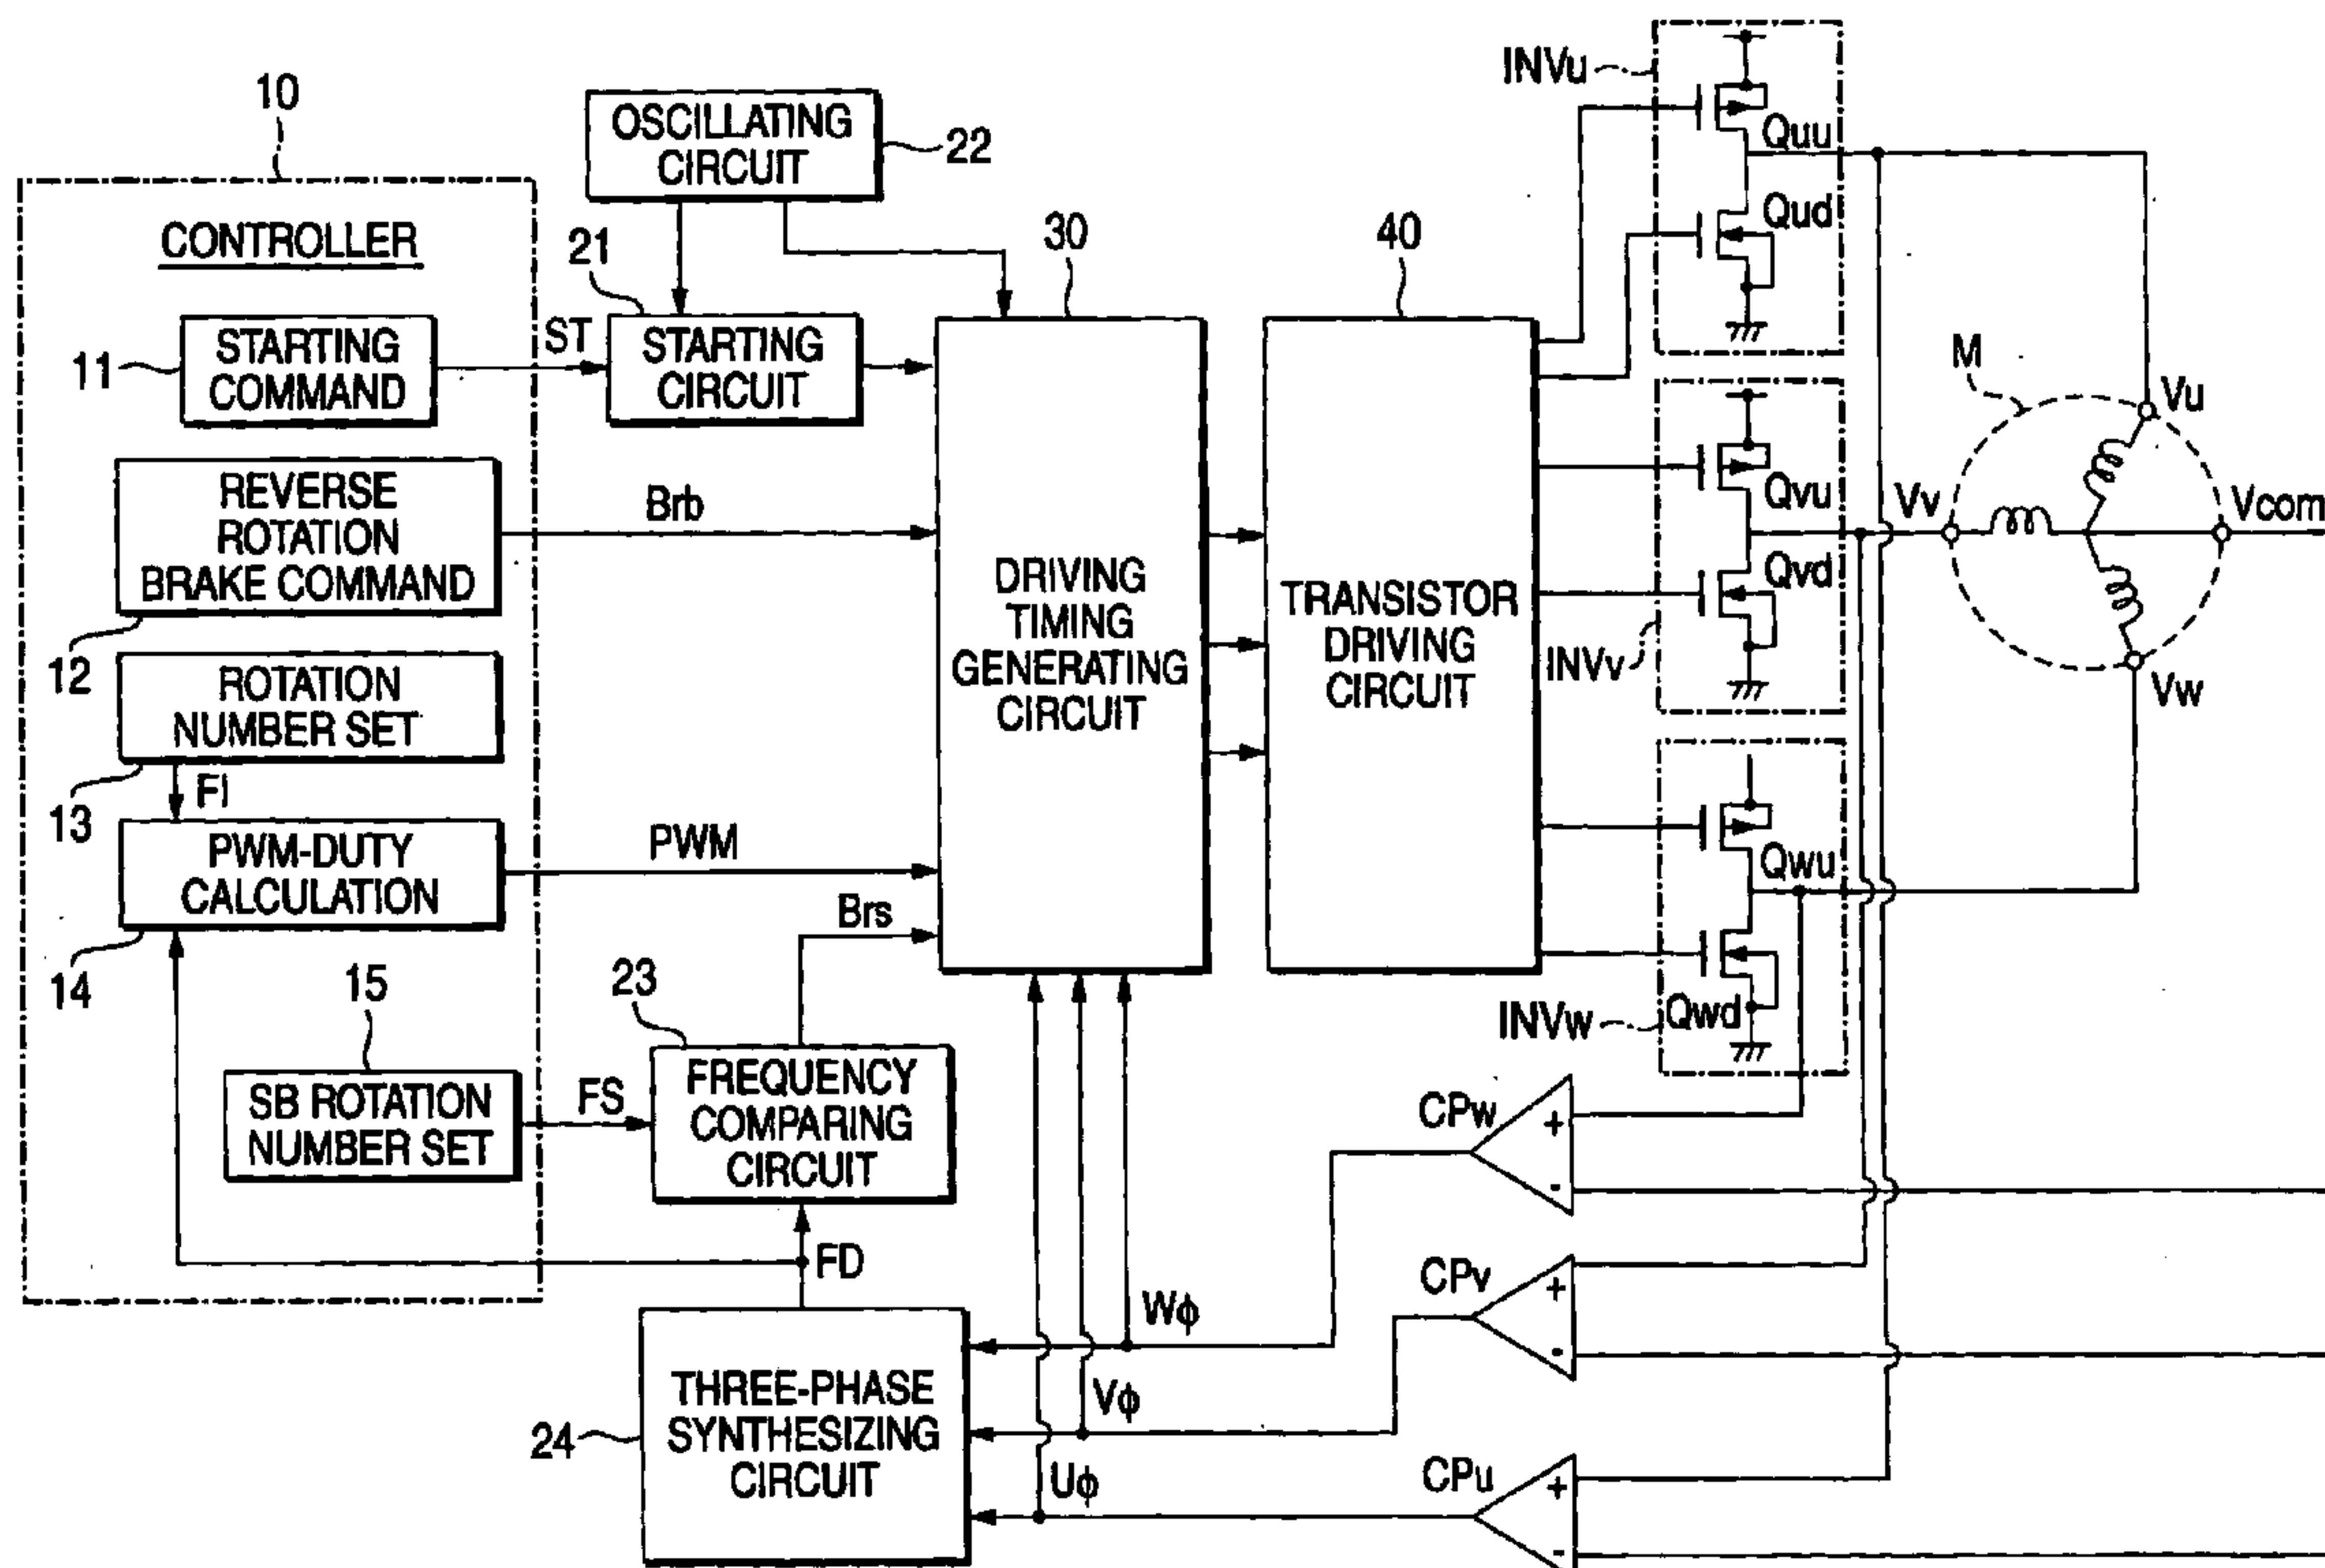 10
CONTROLLER
OSCILLATING
CIRCUIT
22
21
STARTING
COMMAND
11
ST
STARTING
CIRCUIT
30
40
REVERSE
ROTATION
BRAKE COMMAND
12
Brb
ROTATION
NUMBER SET
13
FI
PWM-DUTY
CALCULATION
14
PWM
Brs
15
SB ROTATION
NUMBER SET
FS
23
FREQUENCY
COMPARING
CIRCUIT
FD
DRIVING
TIMING
GENERATING
CIRCUIT
TRANSISTOR
DRIVING
CIRCUIT
INVu
Quu
Qud
INVv
Qvu
Qvd
INVw
Qwu
Qwd
M
Vu
Vv
Vcom
Vw
CPw
+
-
CPv
+
-
CPu
+
-
Wϕ
Vϕ
Uϕ
24
THREE-PHASE
SYNTHESIZING
CIRCUIT